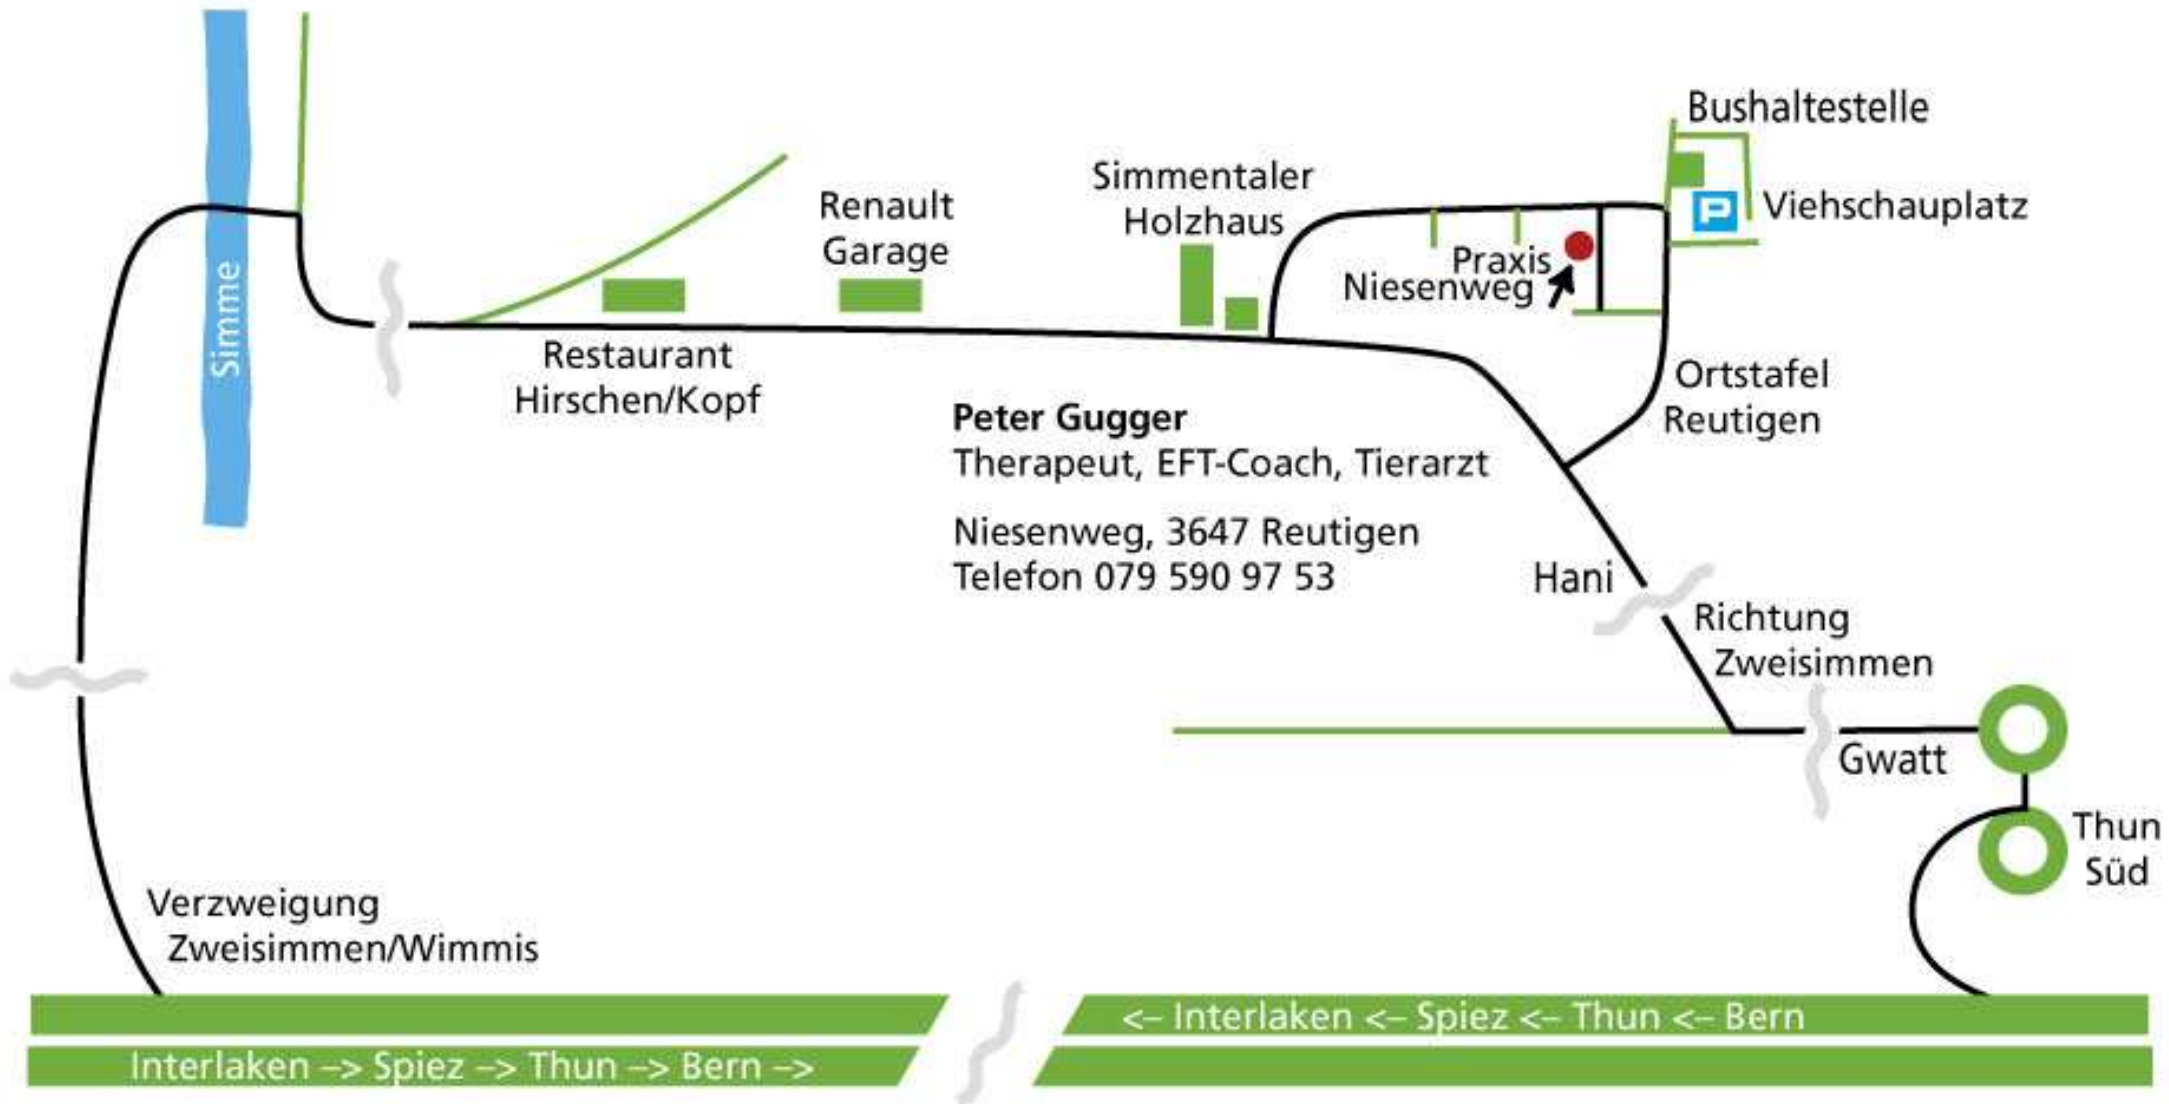 Bushaltestelle
Simmentaler
Holzhaus
Renault
Garage
P
Viehschauplatz
Praxis
Niesenweg
Simme
Restaurant
Hirschen/Kopf
Ortstafel
Reutigen
Peter Gugger
Therapeut, EFT-Coach, Tierarzt
Niesenweg, 3647 Reutigen
Telefon 079 590 97 53
Hani
Richtung
Zweisimmen
Gwatt
Thun
Süd
Verzweigung
Zweisimmen/Wimmis
<– Interlaken <– Spiez <– Thun <– Bern
Interlaken –> Spiez –> Thun –> Bern –>